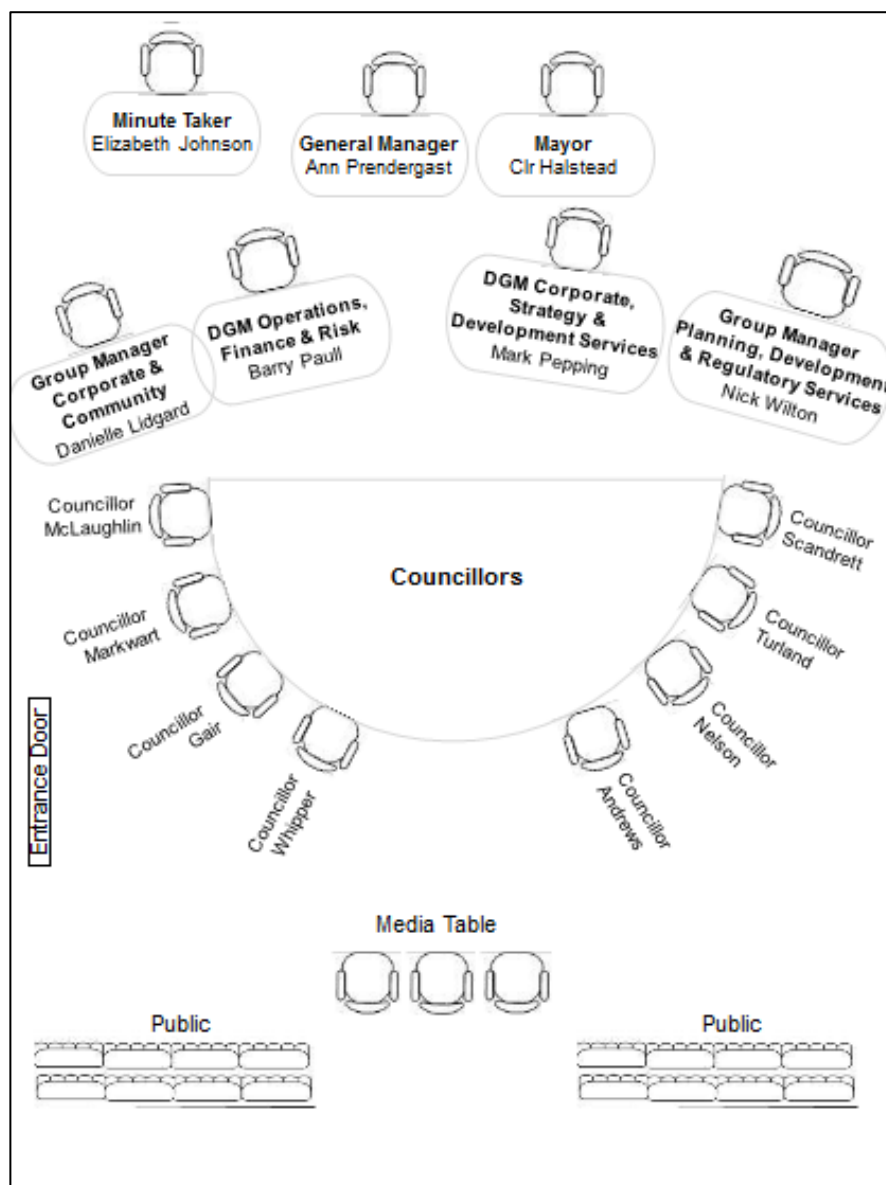 Minute Taker
Elizabeth Johnson
General Manager
Ann Prendergast
Mayor
Clr Halstead
Group Manager
Corporate &
Community
Danielle Lidgard
DGM Operations,
Finance & Risk
Barry Paull
DGM Corporate,
Strategy &
Development Services
Mark Pepping
Group Manager
Planning, Development
& Regulatory Services
Nick Wilton
Councillor
McLaughlin
Councillor
Scandrett
Councillors
Councillor
Markwart
Councillor
Turland
Councillor
Gair
Councillor
Nelson
Entrance Door
Councillor
Whipper
Councillor
Andrews
Media Table
Public
Public